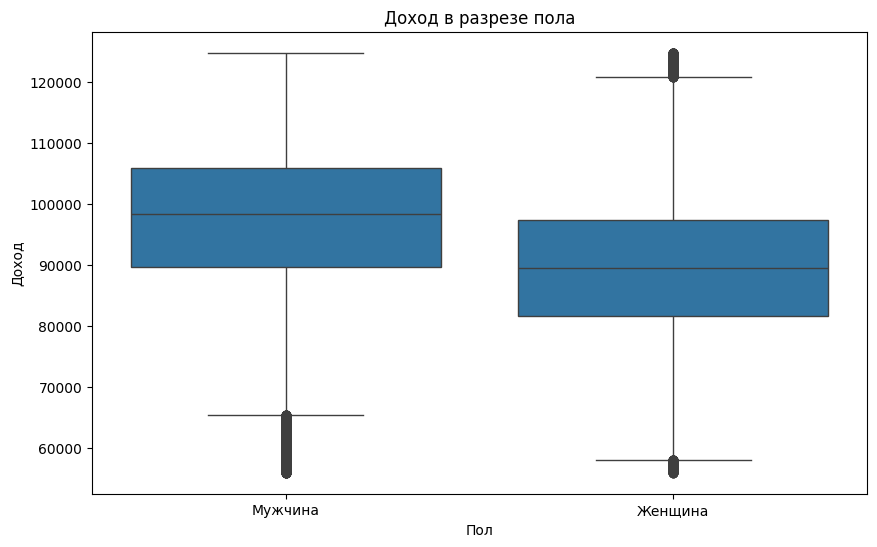 Доход в разрезе пола
120000
110000
100000
90000
80000
70000
60000
Доход
Мужчина
Женщина
Пол